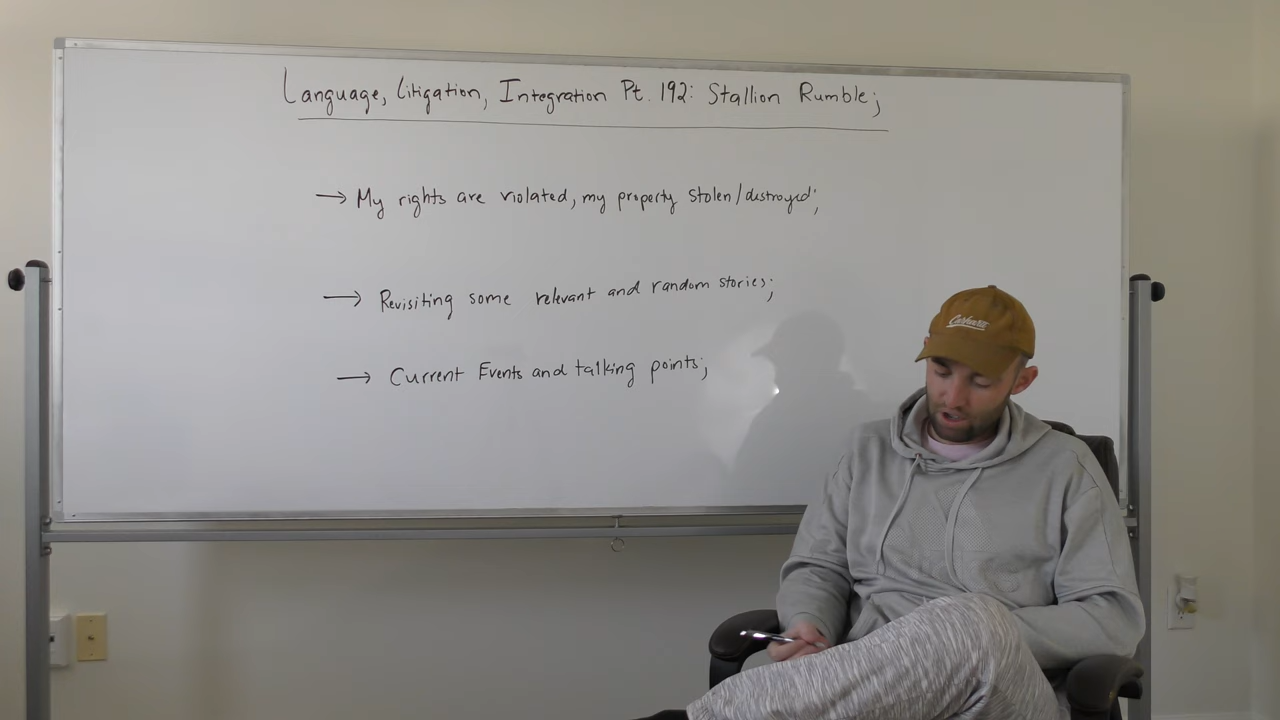 Language, Litigation, Integration Pt. 192: Stallion Rumble;
→ My rights are violated, my property stolen/destroyed;
→ Revisiting some relevant and random stories;
→ Current Events and talking points;
Carhartt